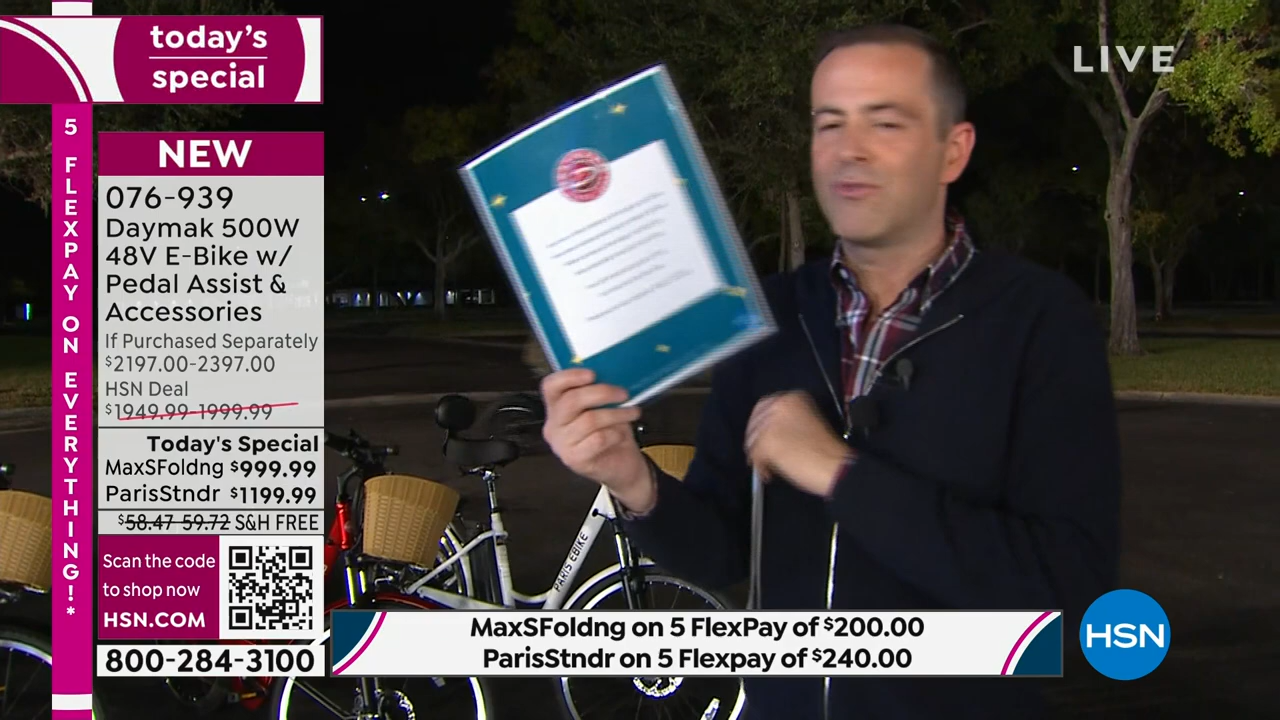 today's
special
LIVE
5 FLEXPAY ON EVERYTHING!*
NEW
076-939
Daymak 500W
48V E-Bike w/
Pedal Assist &
Accessories
If Purchased Separately
$2197.00-2397.00
HSN Deal
$1949.99-1999.99
Today's Special
MaxSFoldng $999.99
ParisStndr $1199.99
$58.47-59.72 S&H FREE
Scan the code
to shop now
HSN.COM
800-284-3100
PARIS EBIKE
MaxSFoldng on 5 FlexPay of $200.00
ParisStndr on 5 Flexpay of $240.00
HSN